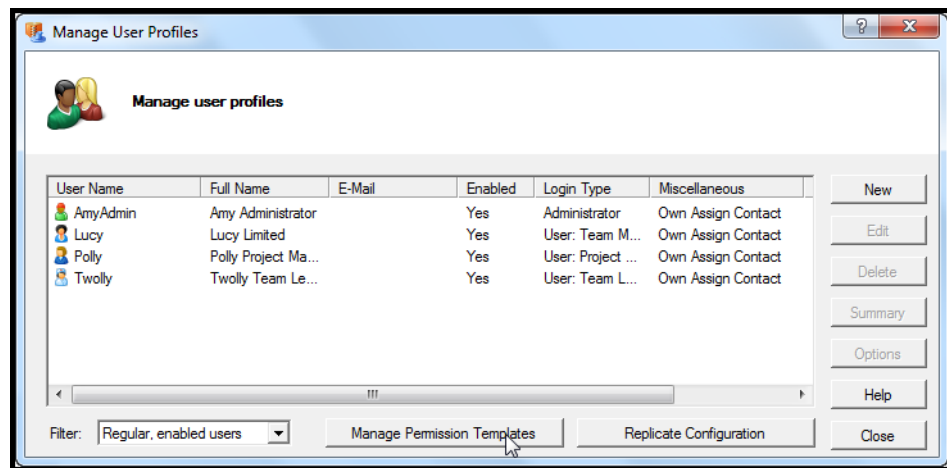 Manage User Profiles
Manage user profiles
User Name Full Name E-Mail Enabled Login Type Miscellaneous New
AmyAdmin Amy Administrator Yes Administrator Own Assign Contact
Lucy Lucy Limited Yes User: Team M... Own Assign Contact Edit
Polly Polly Project Ma... Yes User: Project ... Own Assign Contact
Twolly Twolly Team Le... Yes User: Team L... Own Assign Contact Delete
Summary
Options
Help
Filter: Regular, enabled users Manage Permission Templates Replicate Configuration Close